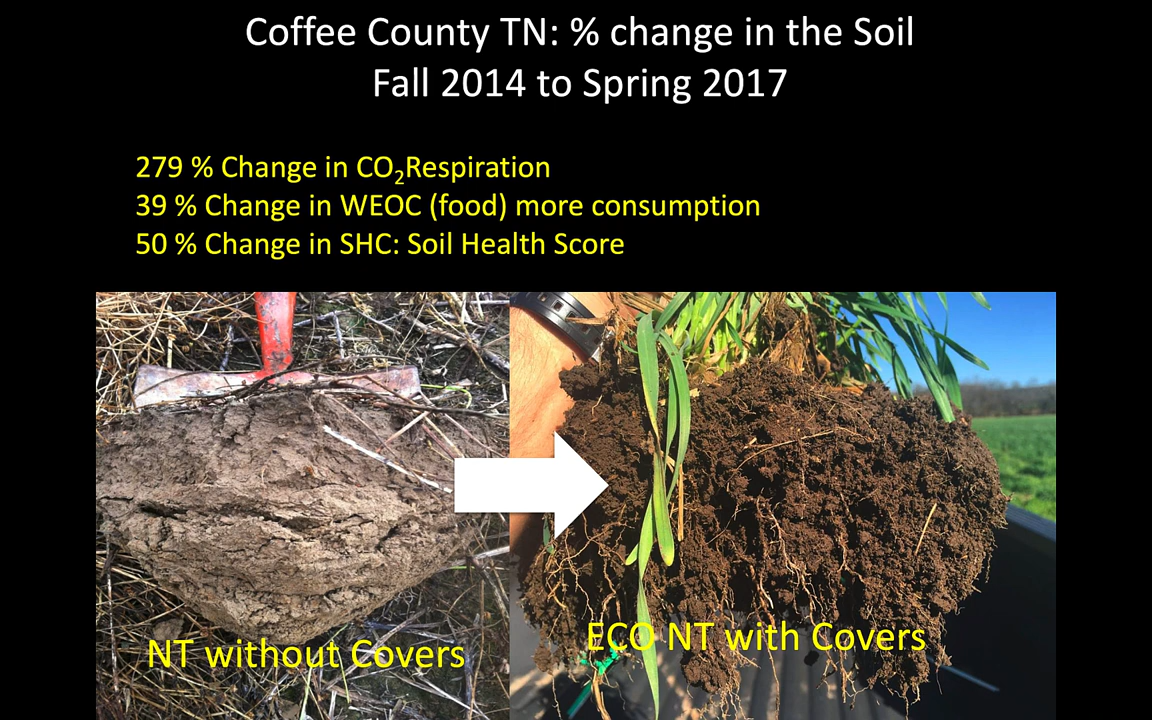 Coffee County TN: % change in the Soil
Fall 2014 to Spring 2017
279 % Change in CO₂Respiration
39 % Change in WEOC (food) more consumption
50 % Change in SHC: Soil Health Score
NT without Covers
ECO NT with Covers